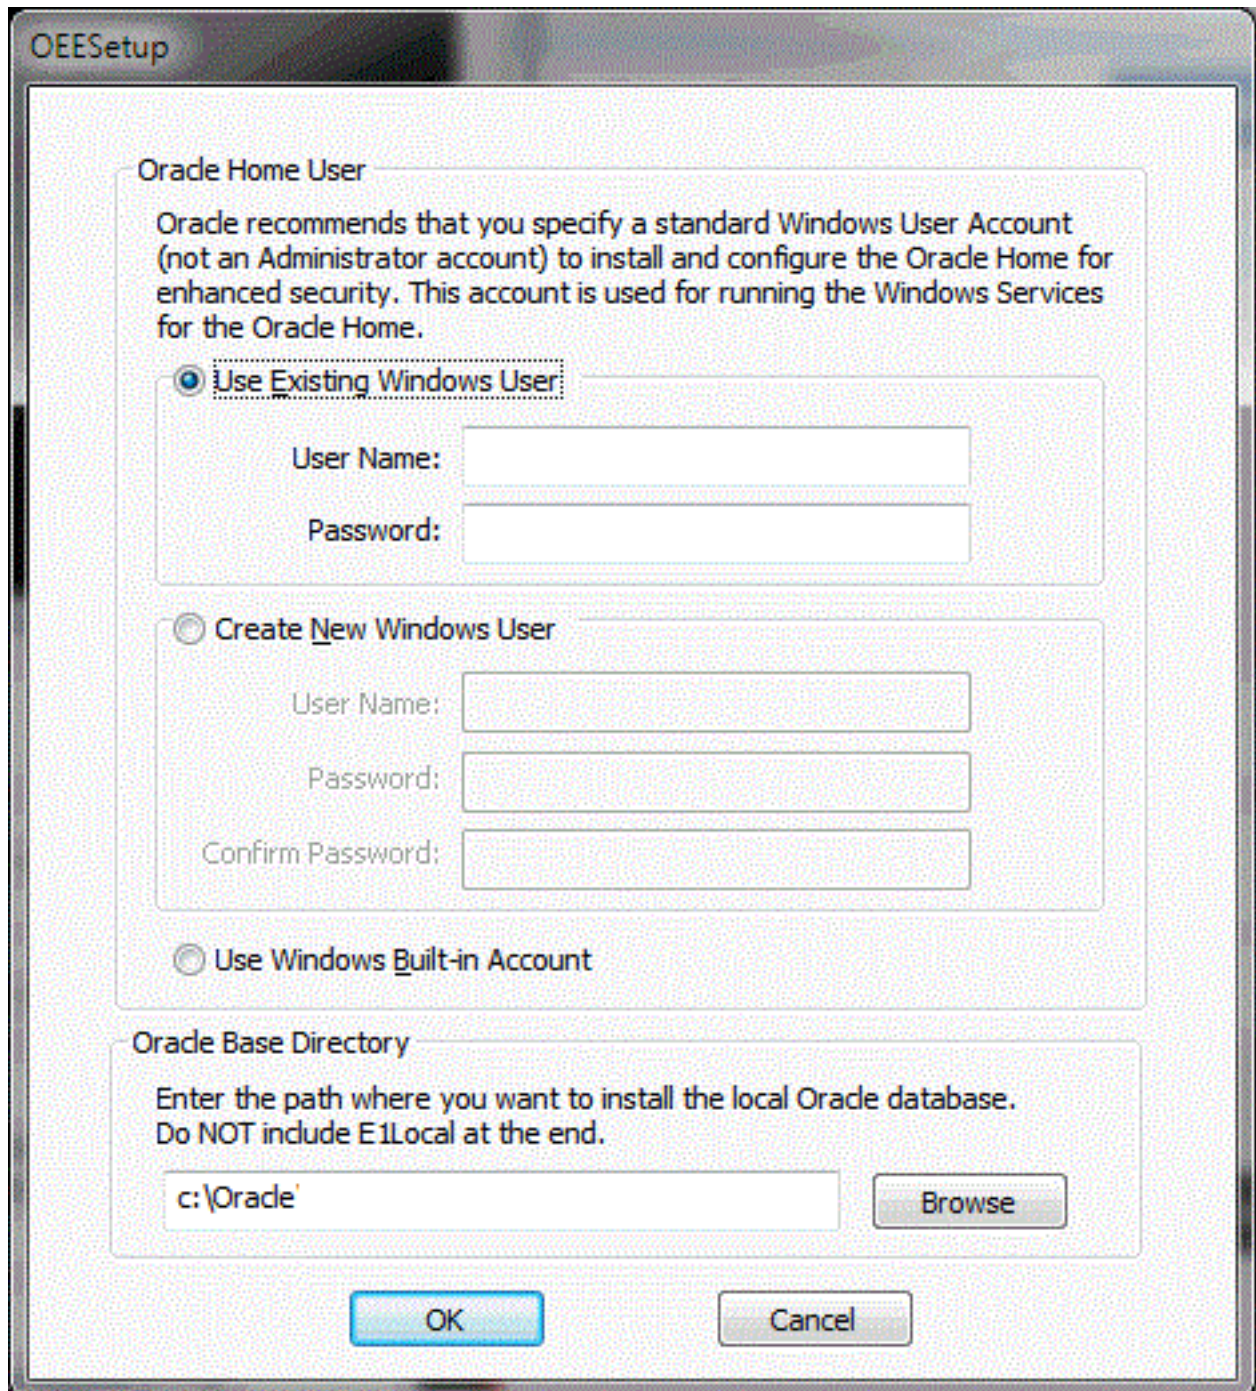 OEESetup
Oracle Home User
Oracle recommends that you specify a standard Windows User Account
(not an Administrator account) to install and configure the Oracle Home for
enhanced security. This account is used for running the Windows Services
for the Oracle Home.
Use Existing Windows User
User Name:
Password:
Create New Windows User
User Name:
Password:
Confirm Password:
Use Windows Built-in Account
Oracle Base Directory
Enter the path where you want to install the local Oracle database.
Do NOT include E1Local at the end.
c:\Oracle
Browse
OK
Cancel